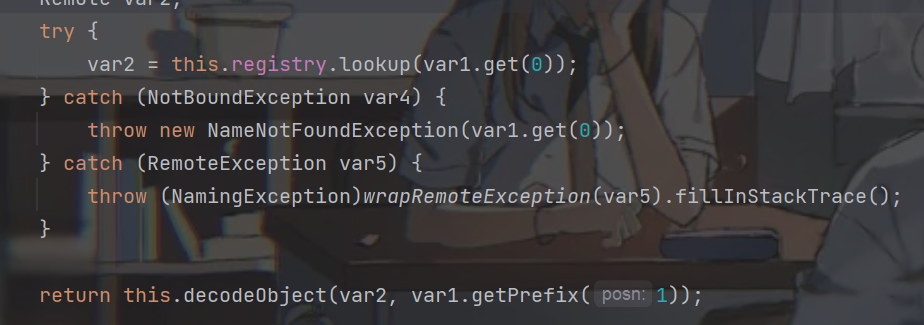 Remote var2;
try {
var2 = this.registry.lookup(var1.get(0));
} catch (NotBoundException var4) {
throw new NameNotFoundException(var1.get(0));
} catch (RemoteException var5) {
throw (NamingException)wrapRemoteException(var5).fillInStackTrace();
}
return this.decodeObject(var2, var1.getPrefix( posn: 1));